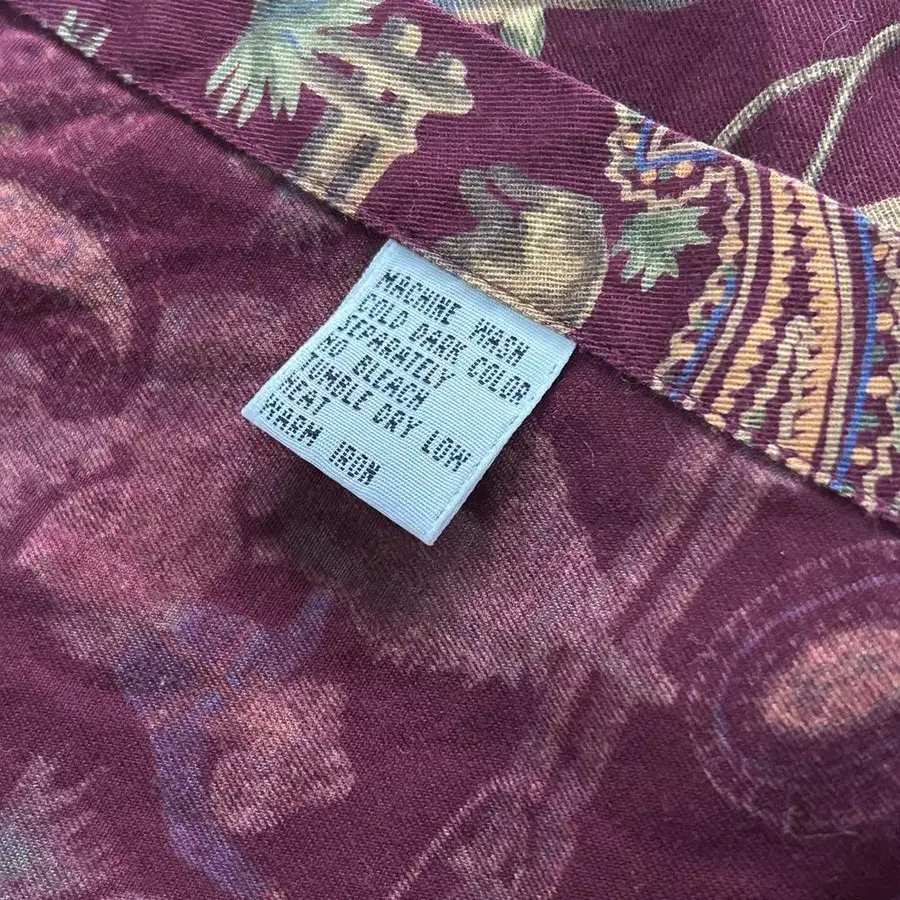 MACHINE WASH
COLD DARK COLOR
SEPARATELY
NO BLEACH
TUMBLE DRY LOW
HEAT
WARM IRON